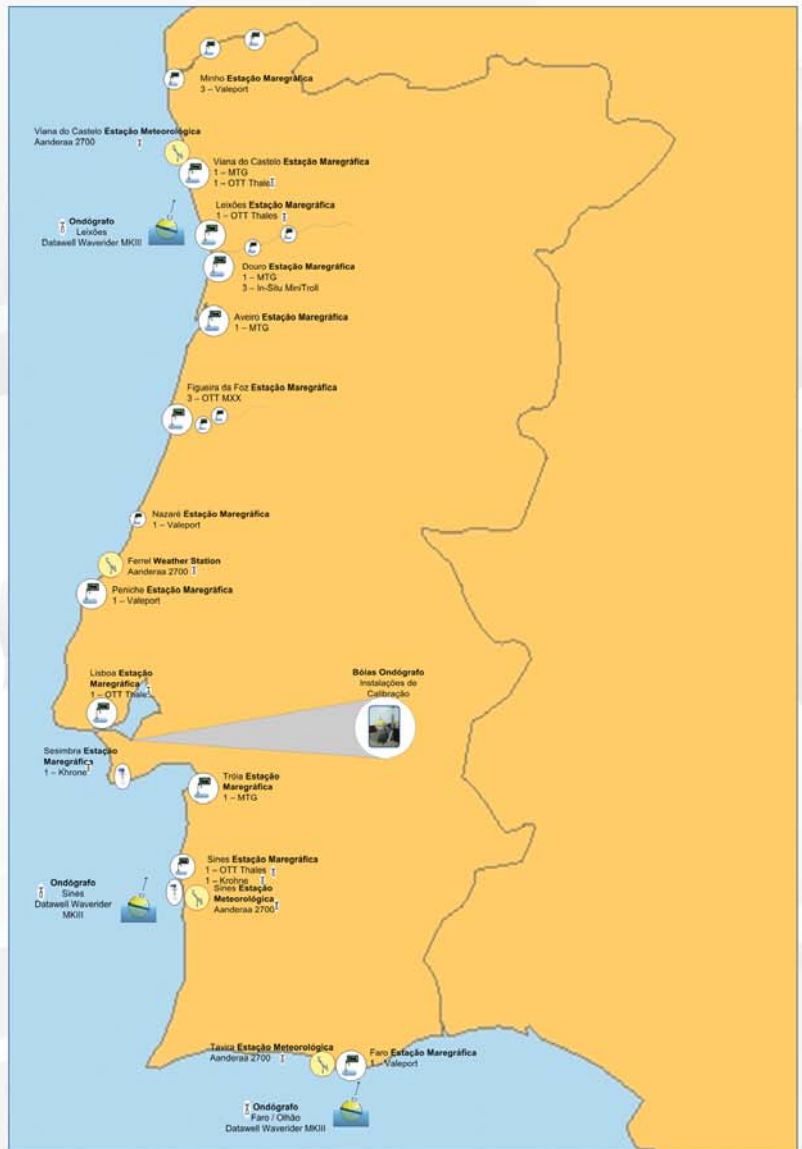 Minho Estação Maregráfica
3 – Valeport
Viana do Castelo Estação Meteorológica
Aanderaa 2700
Viana do Castelo Estação Maregráfica
1 – MTG
1 – OTT Thales
Leixões Estação Maregráfica
1 – OTT Thales
Ondógrafo
Leixões
Datawell Waverider MKIII
Douro Estação Maregráfica
1 – MTG
3 – In-Situ MiniTroll
Aveiro Estação Maregráfica
1 – MTG
Figueira da Foz Estação Maregráfica
3 – OTT MXX
Nazaré Estação Maregráfica
1 – Valeport
Ferrel Weather Station
Aanderaa 2700
Peniche Estação Maregráfica
1 – Valeport
Lisboa Estação
Maregráfica
1 – OTT Thales
Bóias Ondógrafo
Instalações de
Calibração
Sesimbra Estação
Maregráfica
1 – Khrone
Tróia Estação
Maregráfica
1 – MTG
Sines Estação Maregráfica
1 – OTT Thales
1 – Krohne
Sines Estação
Meteorológica
Aanderaa 2700
Ondógrafo
Sines
Datawell Waverider
MKIII
Tavira Estação Meteorológica
Aanderaa 2700
Faro Estação Maregráfica
1 – Valeport
Ondógrafo
Faro / Olhão
Datawell Waverider MKIII